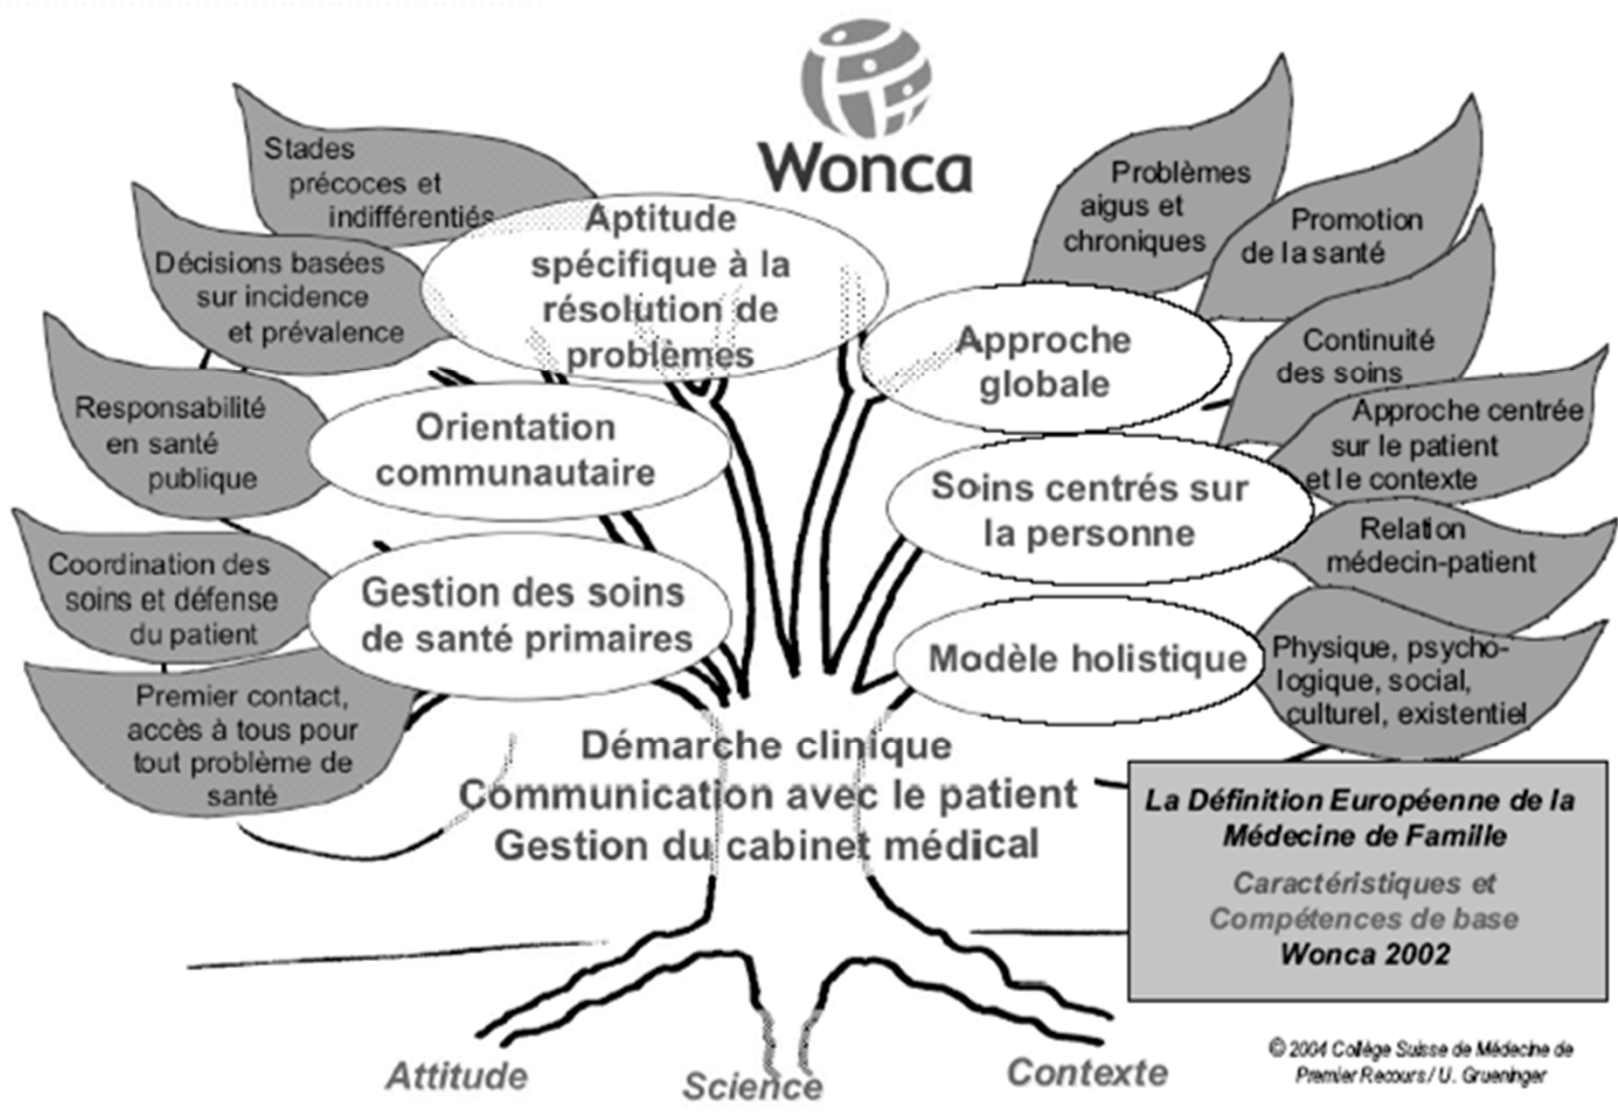 Wonca
Stades
précoces et
indifférentiés
Décisions basées
sur incidence
et prévalence
Responsabilité
en santé
publique
Coordination des
soins et défense
du patient
Premier contact,
accès à tous pour
tout problème de
santé
Aptitude
spécifique à la
résolution de
problèmes
Orientation
communautaire
Gestion des soins
de santé primaires
Approche
globale
Soins centrés sur
la personne
Modèle holistique
Problèmes
aigus et
chroniques
Promotion
de la santé
Continuité
des soins
Approche centrée
sur le patient
et le contexte
Relation
médecin-patient
Physique, psycho-
logique, social,
culturel, existentiel
Démarche clinique
Communication avec le patient
Gestion du cabinet médical
La Définition Européenne de la
Médecine de Famille
Caractéristiques et
Compétences de base
Wonca 2002
Attitude
Science
Contexte
© 2004 Collège Suisse de Médecine de
Premier Recours / U. Grueninger